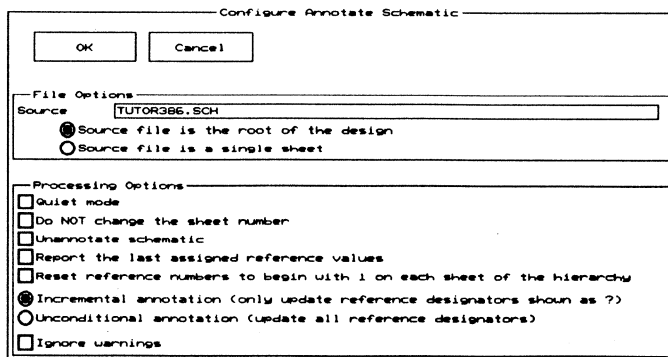 Configure Annotate Schematic
OK Cancel
File Options
Source TUTOR386.SCH
Source file is the root of the design
Source file is a single sheet
Processing Options
Quiet mode
Do NOT change the sheet number
Unannotate schematic
Report the last assigned reference values
Reset reference numbers to begin with 1 on each sheet of the hierarchy
Incremental annotation (only update reference designators shown as ?)
Unconditional annotation (update all reference designators)
Ignore warnings